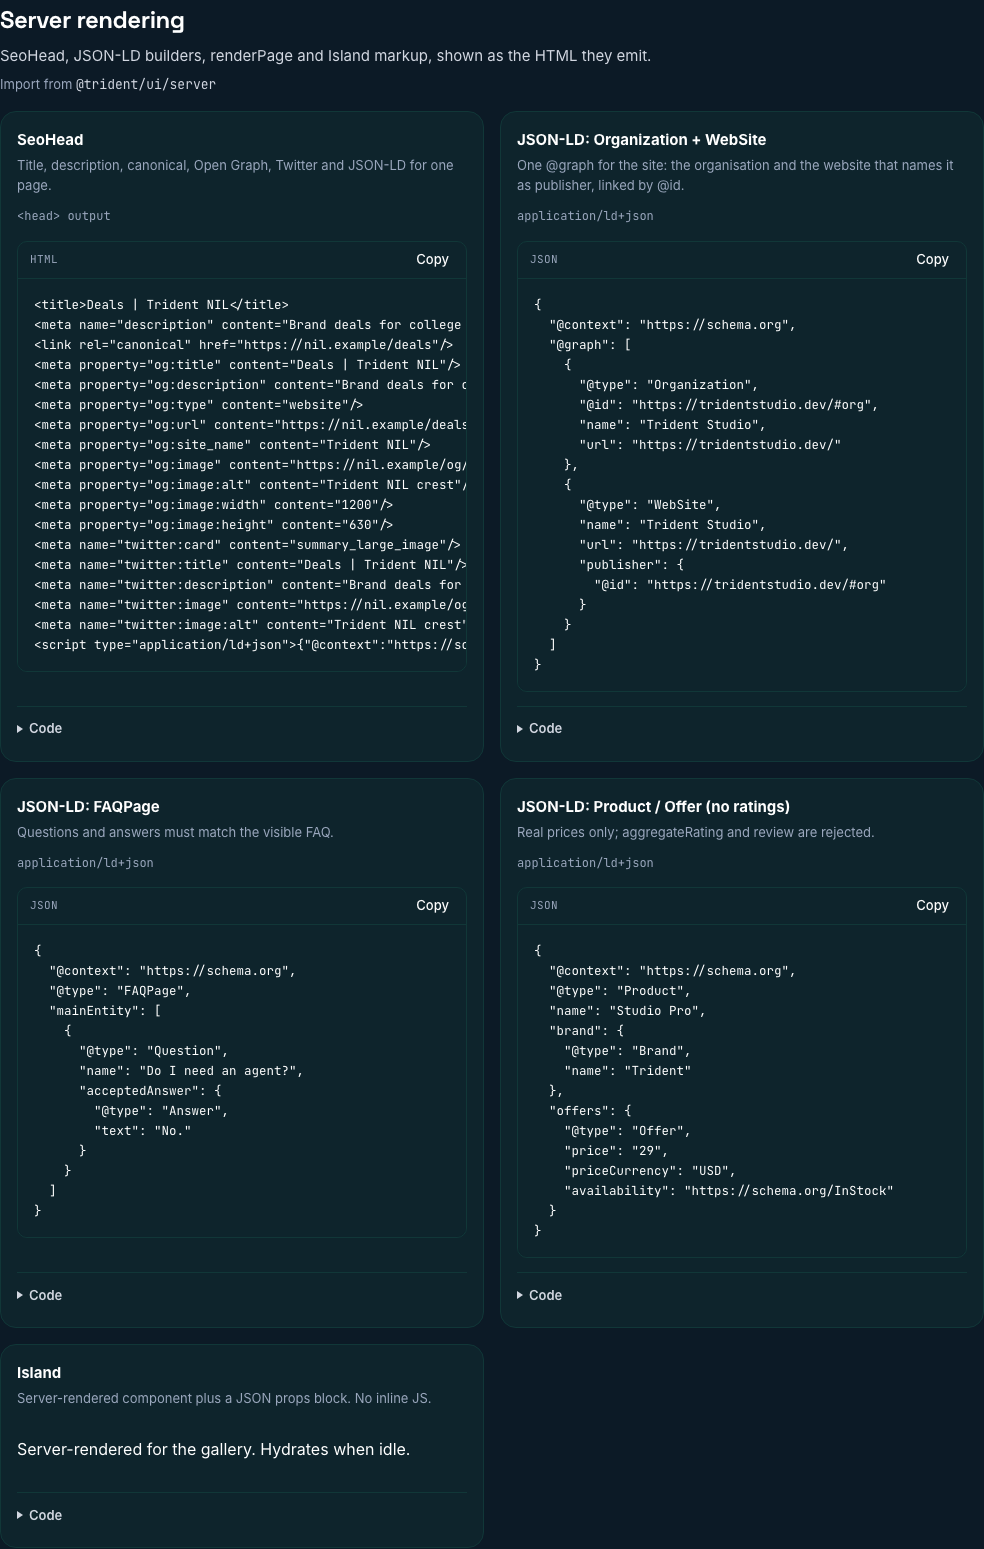 Server rendering
SeoHead, JSON-LD builders, renderPage and Island markup, shown as the HTML they emit.
Import from @trident/ui/server
SeoHead
Title, description, canonical, Open Graph, Twitter and JSON-LD for one
page.
<head> output
HTML
Copy
<title>Deals | Trident NIL</title>
<meta name="description" content="Brand deals for college
<link rel="canonical" href="https://nil.example/deals"/>
<meta property="og:title" content="Deals | Trident NIL"/>
<meta property="og:description" content="Brand deals for c
<meta property="og:type" content="website"/>
<meta property="og:url" content="https://nil.example/deals
<meta property="og:site_name" content="Trident NIL"/>
<meta property="og:image" content="https://nil.example/og/
<meta property="og:image:alt" content="Trident NIL crest"/
<meta property="og:image:width" content="1200"/>
<meta property="og:image:height" content="630"/>
<meta name="twitter:card" content="summary_large_image"/>
<meta name="twitter:title" content="Deals | Trident NIL"/>
<meta name="twitter:description" content="Brand deals for
<meta name="twitter:image" content="https://nil.example/og
<meta name="twitter:image:alt" content="Trident NIL crest"
<script type="application/ld+json">{"@context":"https://sc
Code
JSON-LD: Organization + WebSite
One @graph for the site: the organisation and the website that names it
as publisher, linked by @id.
application/ld+json
JSON
Copy
{
  "@context": "https://schema.org",
  "@graph": [
    {
      "@type": "Organization",
      "@id": "https://tridentstudio.dev/#org",
      "name": "Trident Studio",
      "url": "https://tridentstudio.dev/"
    },
    {
      "@type": "WebSite",
      "name": "Trident Studio",
      "url": "https://tridentstudio.dev/",
      "publisher": {
        "@id": "https://tridentstudio.dev/#org"
      }
    }
  ]
}
Code
JSON-LD: FAQPage
Questions and answers must match the visible FAQ.
application/ld+json
JSON
Copy
{
  "@context": "https://schema.org",
  "@type": "FAQPage",
  "mainEntity": [
    {
      "@type": "Question",
      "name": "Do I need an agent?",
      "acceptedAnswer": {
        "@type": "Answer",
        "text": "No."
      }
    }
  ]
}
Code
JSON-LD: Product / Offer (no ratings)
Real prices only; aggregateRating and review are rejected.
application/ld+json
JSON
Copy
{
  "@context": "https://schema.org",
  "@type": "Product",
  "name": "Studio Pro",
  "brand": {
    "@type": "Brand",
    "name": "Trident"
  },
  "offers": {
    "@type": "Offer",
    "price": "29",
    "priceCurrency": "USD",
    "availability": "https://schema.org/InStock"
  }
}
Code
Island
Server-rendered component plus a JSON props block. No inline JS.
Server-rendered for the gallery. Hydrates when idle.
Code